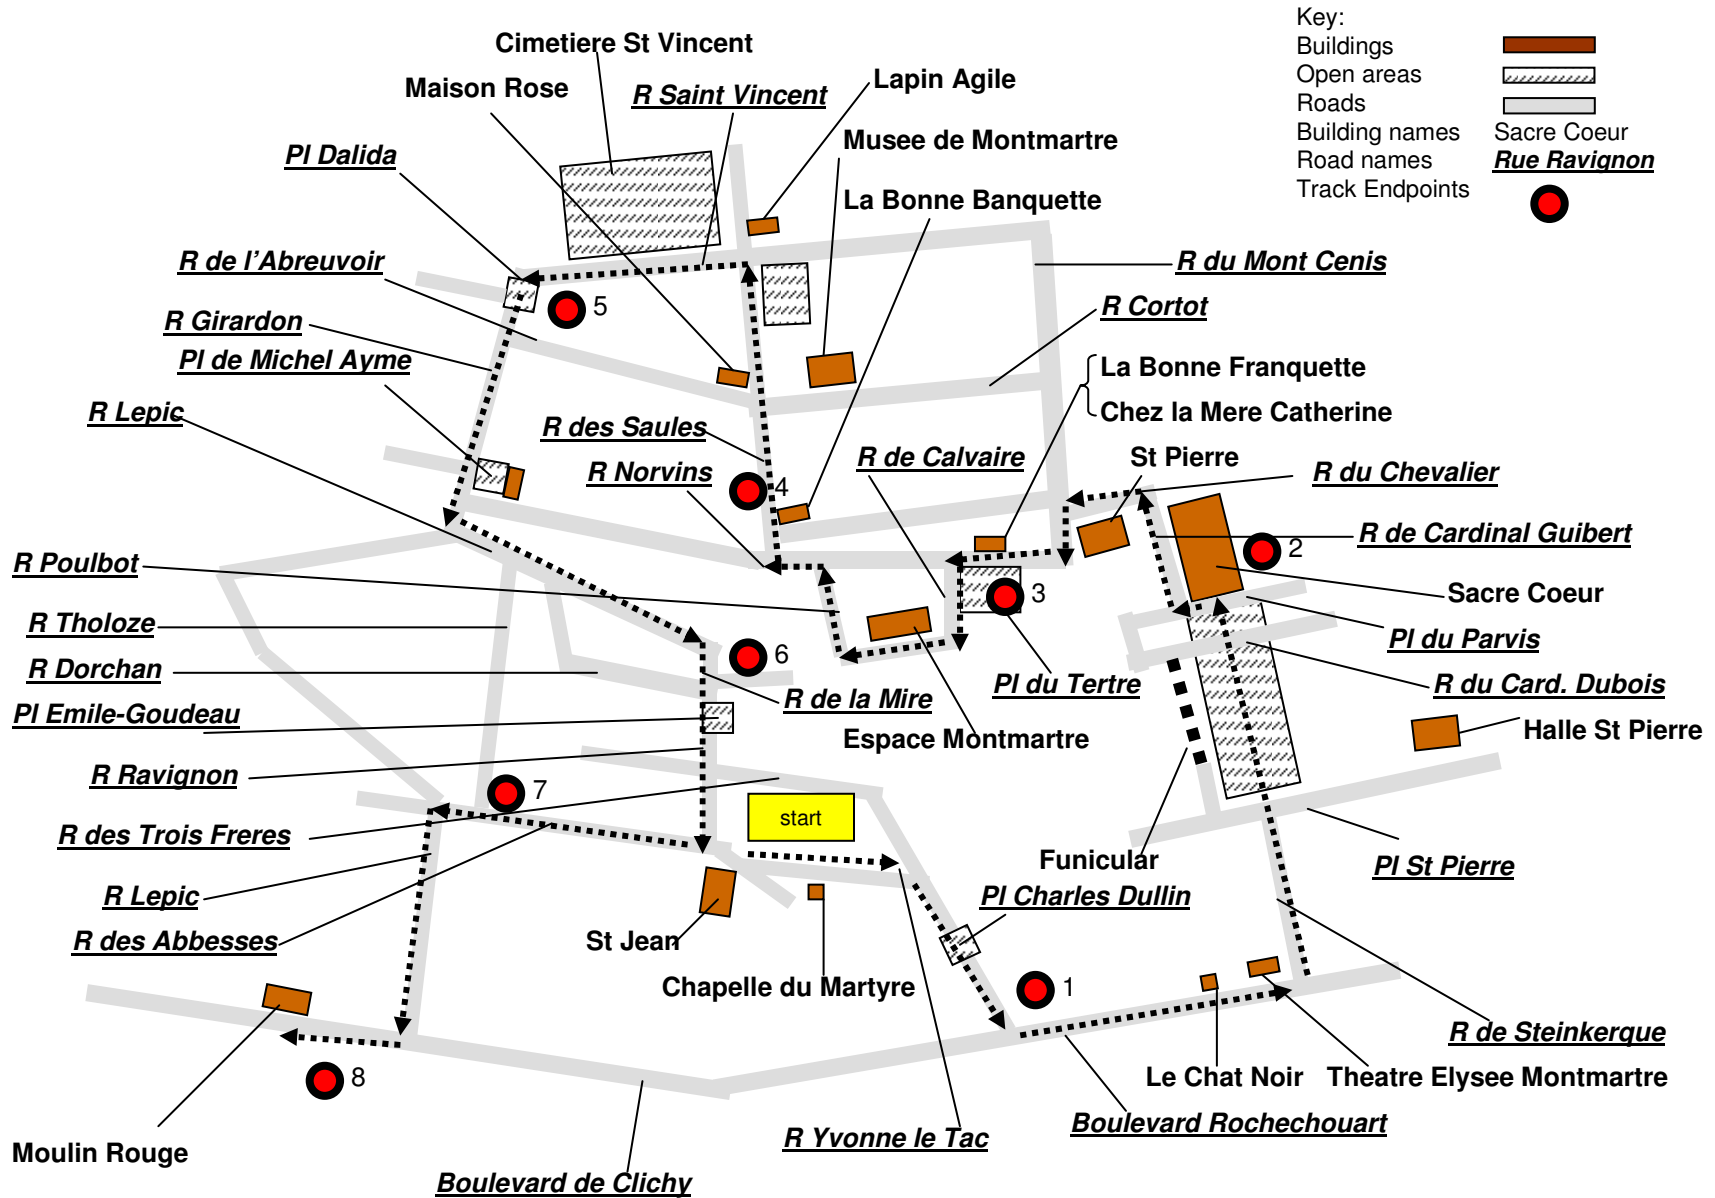 Key:
Buildings
Open areas
Roads
Building names Sacre Coeur
Road names Rue Ravignon
Track Endpoints
Cimetiere St Vincent
Maison Rose
R Saint Vincent
Lapin Agile
Pl Dalida
Musee de Montmartre
La Bonne Banquette
R de l'Abreuvoir
R du Mont Cenis
R Girardon
5
R Cortot
Pl de Michel Ayme
La Bonne Franquette
R Lepic
Chez la Mere Catherine
R des Saules
R Norvins
R de Calvaire
St Pierre
R du Chevalier
4
R de Cardinal Guibert
2
R Poulbot
3
Sacre Coeur
R Tholoze
Pl du Parvis
6
R Dorchan
R de la Mire
Pl du Tertre
R du Card. Dubois
Pl Emile-Goudeau
Espace Montmartre
Halle St Pierre
R Ravignon
7
start
R des Trois Freres
Funicular
Pl St Pierre
R Lepic
Pl Charles Dullin
R des Abbesses
St Jean
Chapelle du Martyre
1
R de Steinkerque
8
Le Chat Noir
Theatre Elysee Montmartre
Boulevard Rochechouart
R Yvonne le Tac
Moulin Rouge
Boulevard de Clichy